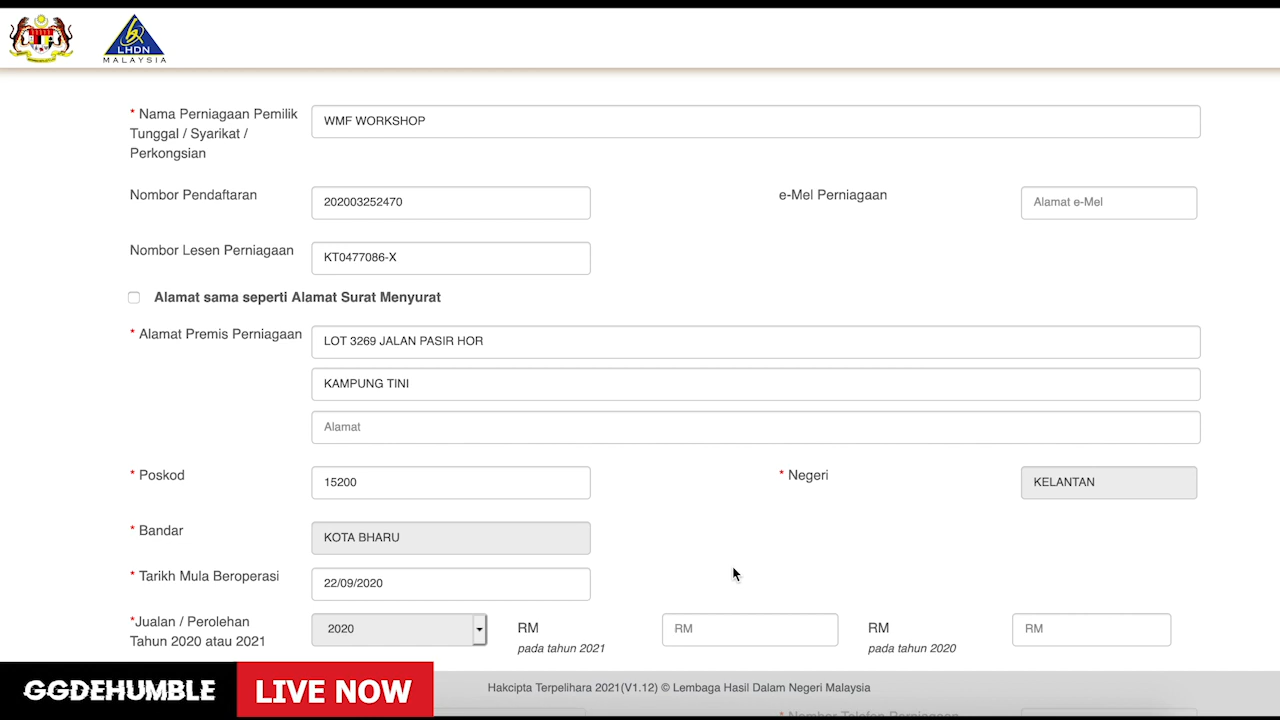 LHDN
MALAYSIA
* Nama Perniagaan Pemilik
Tunggal / Syarikat /
Perkongsian
WMF WORKSHOP
Nombor Pendaftaran
202003252470
e-Mel Perniagaan
Alamat e-Mel
Nombor Lesen Perniagaan
KT0477086-X
Alamat sama seperti Alamat Surat Menyurat
* Alamat Premis Perniagaan
LOT 3269 JALAN PASIR HOR
KAMPUNG TINI
Alamat
* Poskod
15200
* Negeri
KELANTAN
* Bandar
KOTA BHARU
* Tarikh Mula Beroperasi
22/09/2020
*Jualan / Perolehan
Tahun 2020 atau 2021
2020
RM
pada tahun 2021
RM
RM
pada tahun 2020
RM
GGDEHUMBLE
LIVE NOW
Hakcipta Terpelihara 2021(V1.12) © Lembaga Hasil Dalam Negeri Malaysia
* Nombor Telefon Perniagaan